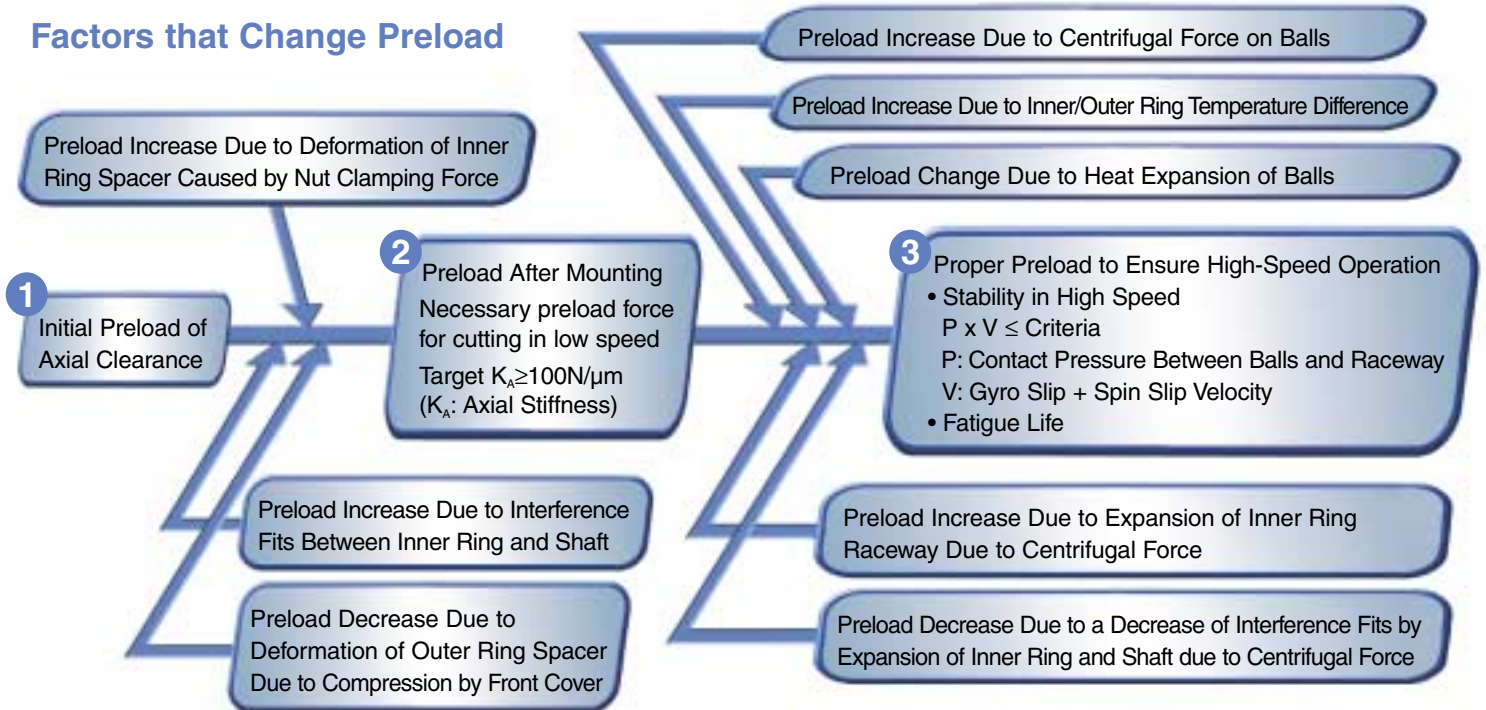 Factors that Change Preload
Preload Increase Due to Deformation of Inner
Ring Spacer Caused by Nut Clamping Force
1
Initial Preload of
Axial Clearance
Preload Increase Due to Interference
Fits Between Inner Ring and Shaft
Preload Decrease Due to
Deformation of Outer Ring Spacer
Due to Compression by Front Cover
2
Preload After Mounting
Necessary preload force
for cutting in low speed
Target K_A≥100N/µm
(K_A: Axial Stiffness)
Preload Increase Due to Centrifugal Force on Balls
Preload Increase Due to Inner/Outer Ring Temperature Difference
Preload Change Due to Heat Expansion of Balls
3
Proper Preload to Ensure High-Speed Operation
• Stability in High Speed
P x V ≤ Criteria
P: Contact Pressure Between Balls and Raceway
V: Gyro Slip + Spin Slip Velocity
• Fatigue Life
Preload Increase Due to Expansion of Inner Ring
Raceway Due to Centrifugal Force
Preload Decrease Due to a Decrease of Interference Fits by
Expansion of Inner Ring and Shaft due to Centrifugal Force